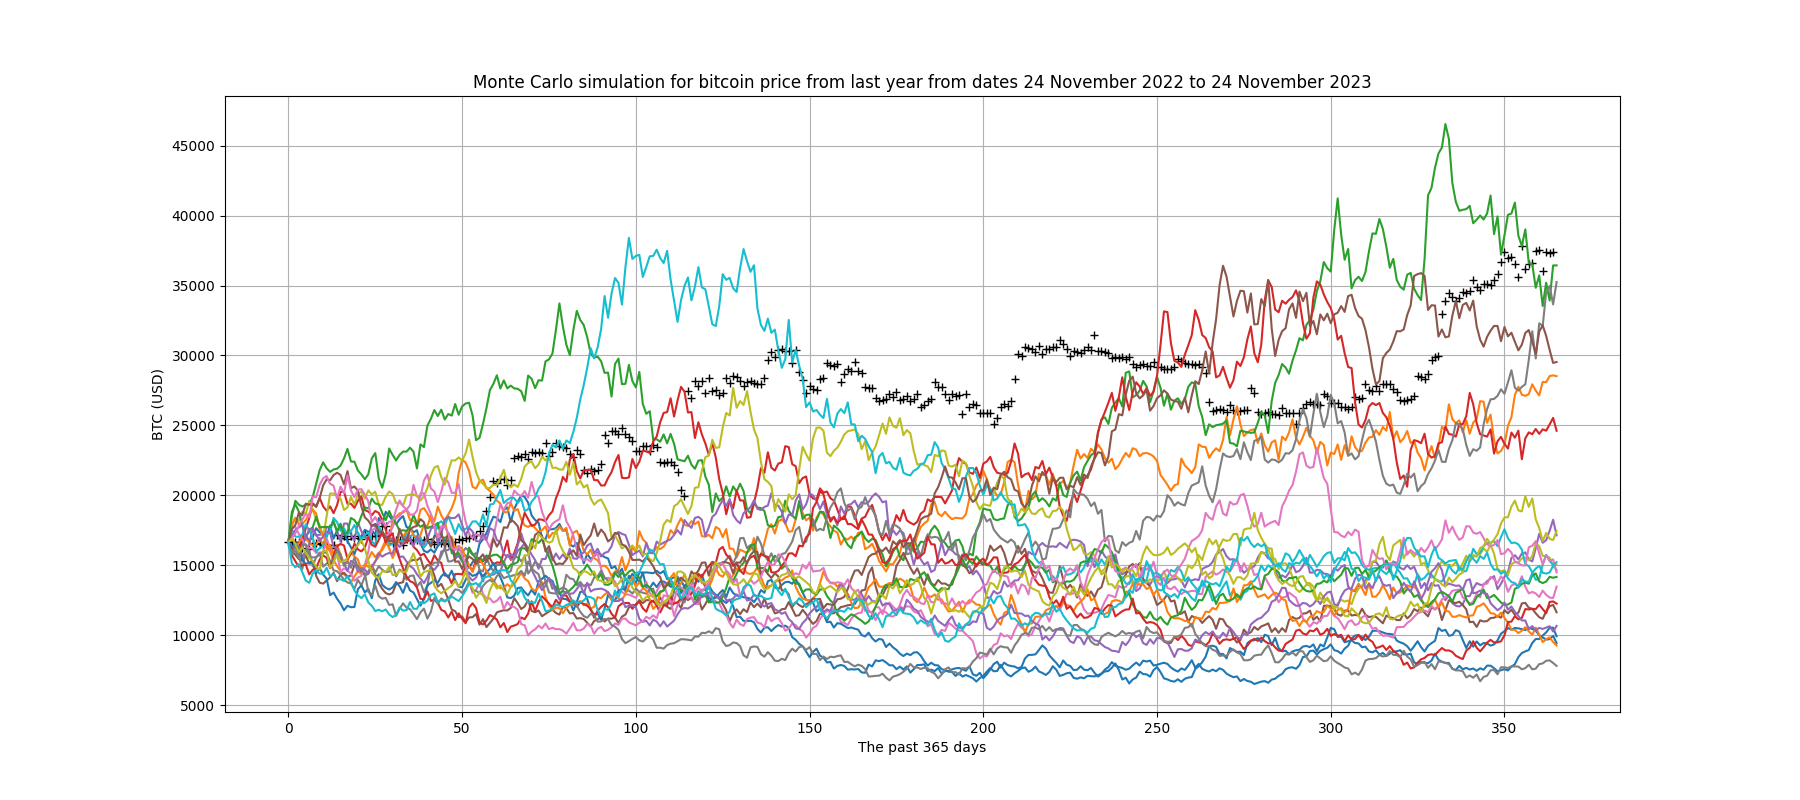 Monte Carlo simulation for bitcoin price from last year from dates 24 November 2022 to 24 November 2023
45000
40000
35000
30000
25000
20000
15000
10000
5000
BTC (USD)
0 50 100 150 200 250 300 350
The past 365 days